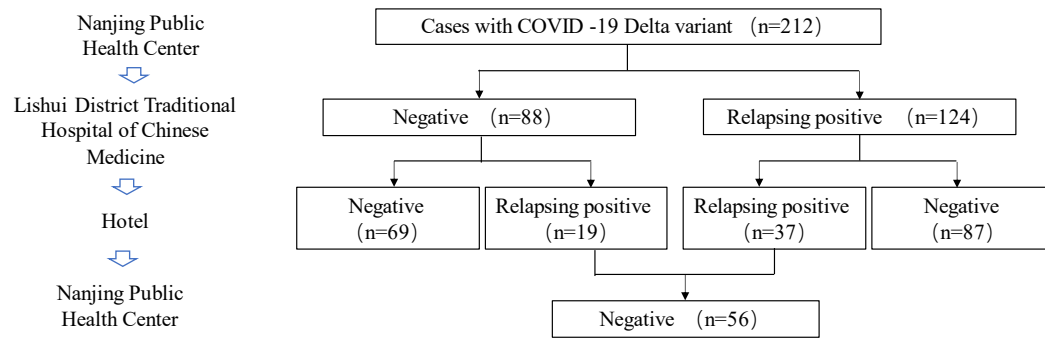 Nanjing Public
Health Center
Lishui District Traditional
Hospital of Chinese
Medicine
Hotel
Nanjing Public
Health Center
Cases with COVID -19 Delta variant （n=212）
Negative （n=88）
Relapsing positive （n=124）
Negative
（n=69）
Relapsing positive
（n=19）
Relapsing positive
（n=37）
Negative
（n=87）
Negative （n=56）